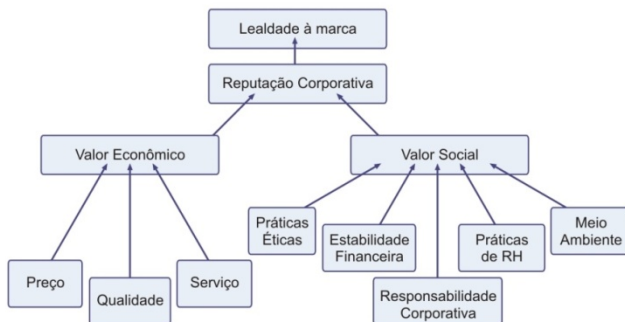 Lealdade à marca
Reputação Corporativa
Valor Econômico
Valor Social
Práticas
Éticas
Estabilidade
Financeira
Práticas
de RH
Meio
Ambiente
Preço
Qualidade
Serviço
Responsabilidade
Corporativa